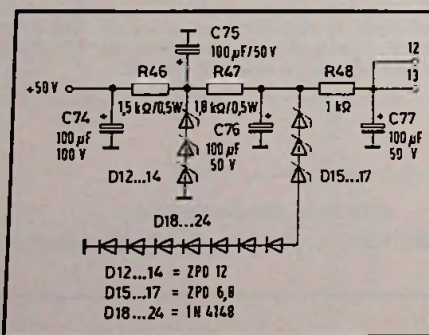 C75
100 µF/50 V
12
13
R46
R47
R48
+50V
1,5 kΩ/0,5W
1,8 kΩ/0,5W
1 kΩ
C74
100 µF
100 V
C76
100 µF
50 V
C77
100 µF
50 V
D12...14
D15...17
D18...24
D12...14 = ZPD 12
D15...17 = ZPD 6,8
D18...24 = 1N 4148